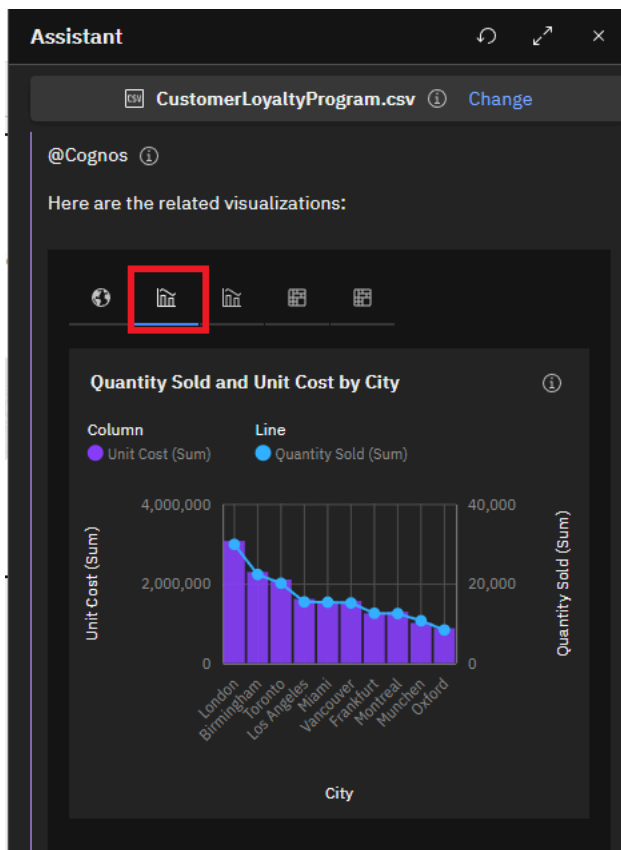 Assistant
CSV CustomerLoyaltyProgram.csv Change
@Cognos
Here are the related visualizations:
Quantity Sold and Unit Cost by City
Column Line
Unit Cost (Sum) Quantity Sold (Sum)
4,000,000 40,000
2,000,000 20,000
0 0
Unit Cost (Sum)
Quantity Sold (Sum)
London
Birmingham
Toronto
Los Angeles
Miami
Vancouver
Frankfurt
Montreal
Munchen
Oxford
City